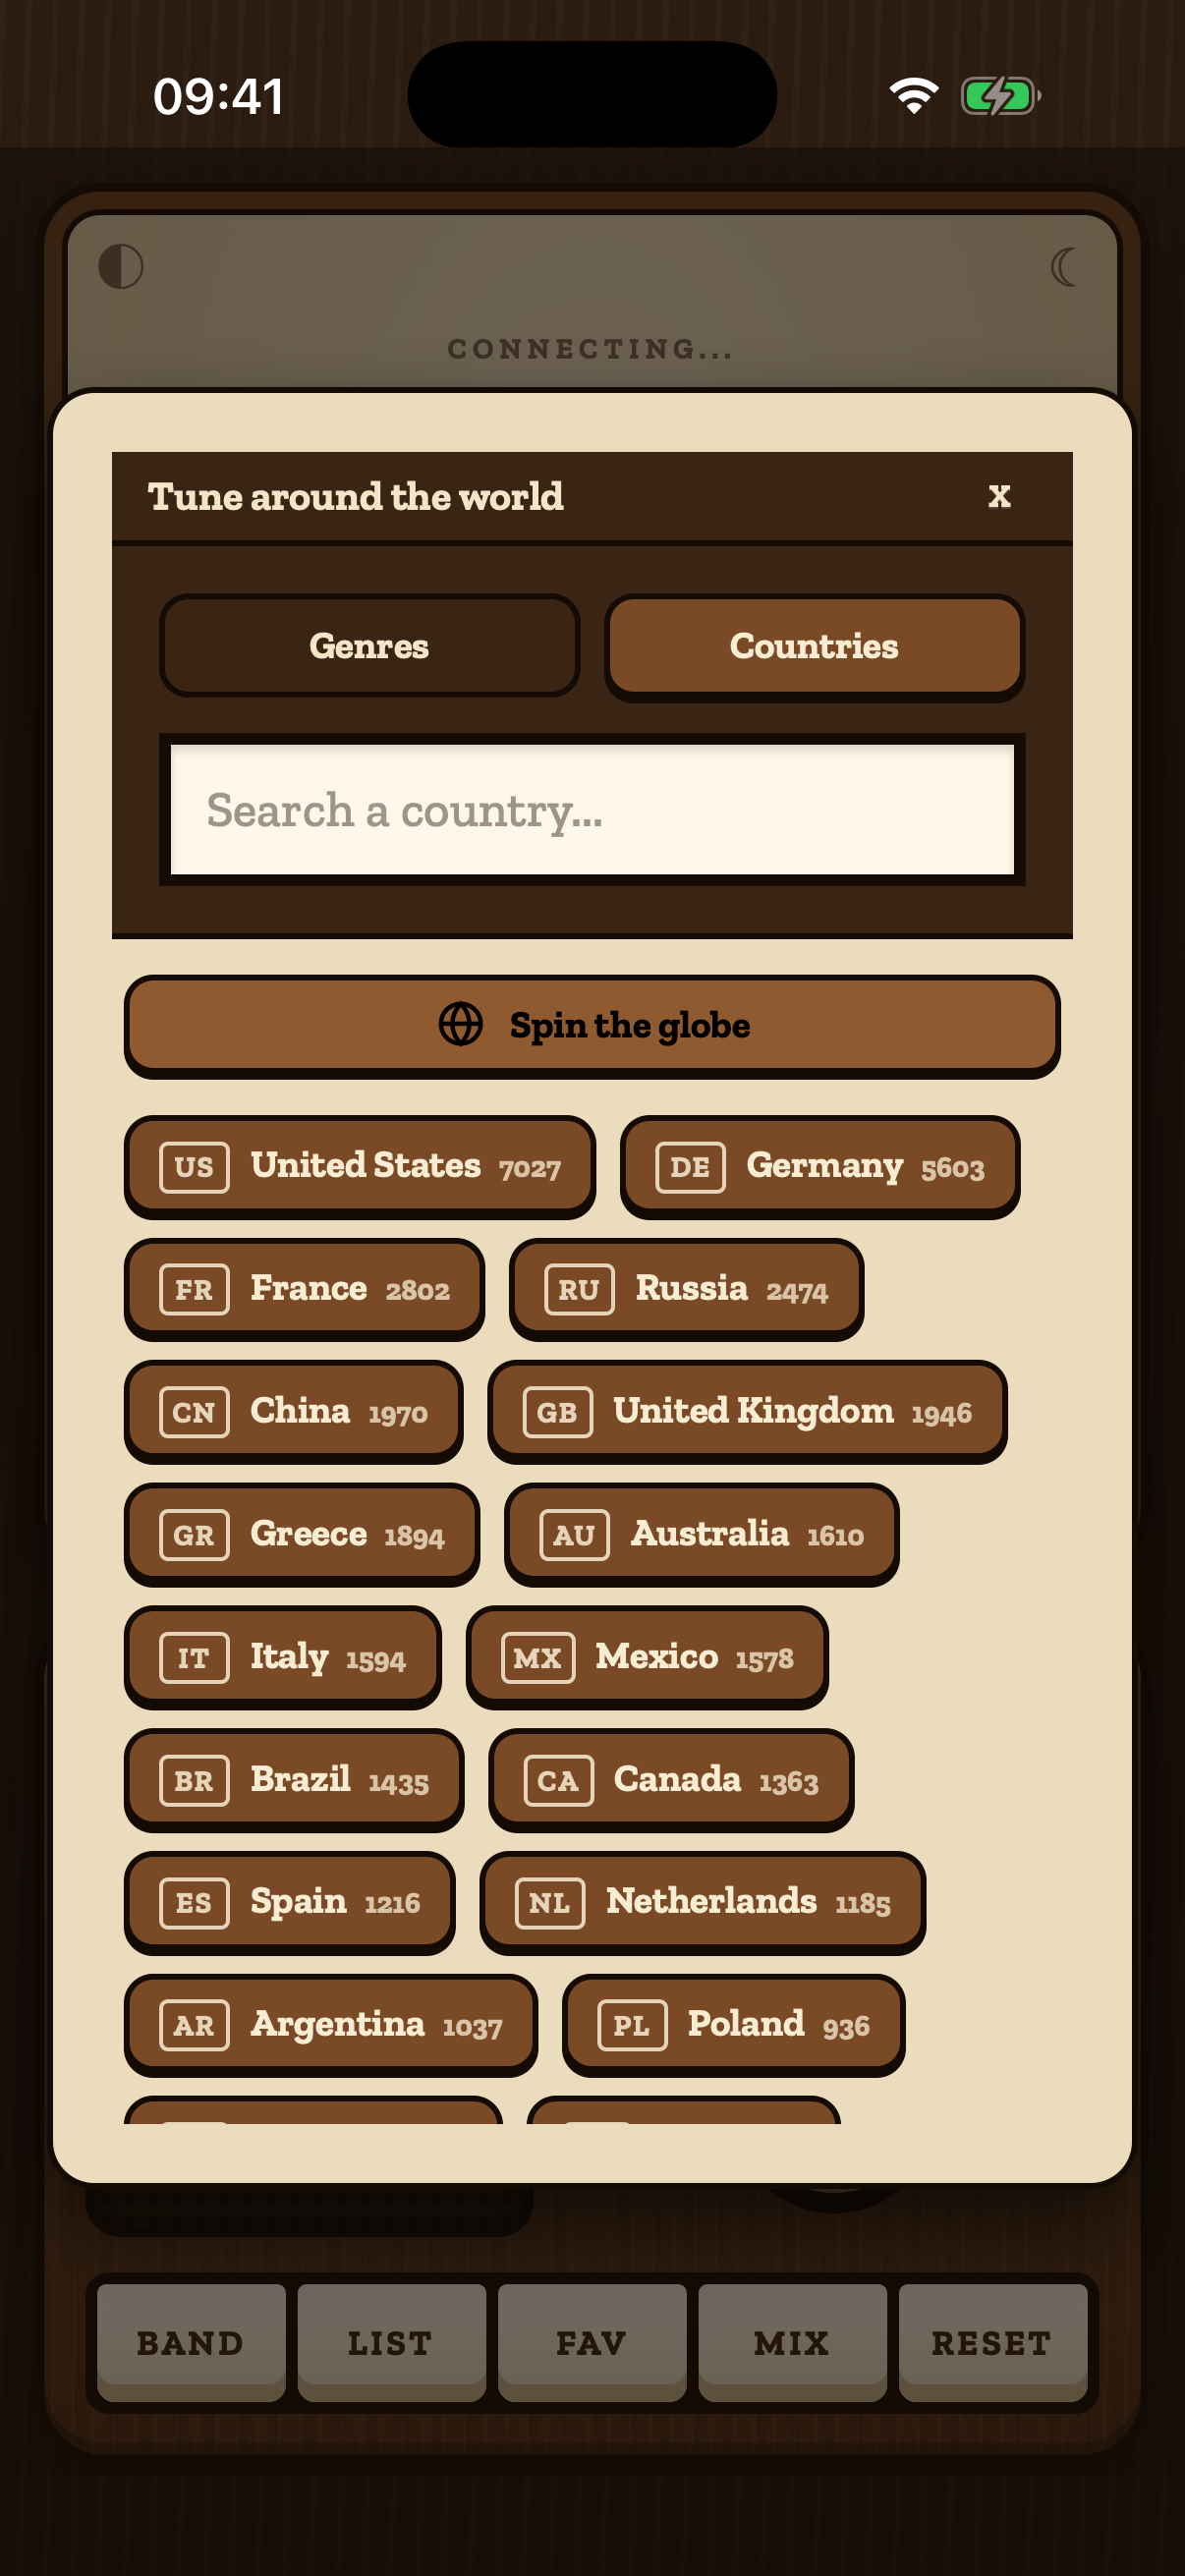 09:41
CONNECTING...
Tune around the world x
Genres Countries
Search a country...
Spin the globe
US United States 7027 DE Germany 5603
FR France 2802 RU Russia 2474
CN China 1970 GB United Kingdom 1946
GR Greece 1894 AU Australia 1610
IT Italy 1594 MX Mexico 1578
BR Brazil 1435 CA Canada 1363
ES Spain 1216 NL Netherlands 1185
AR Argentina 1037 PL Poland 936
BAND LIST FAV MIX RESET